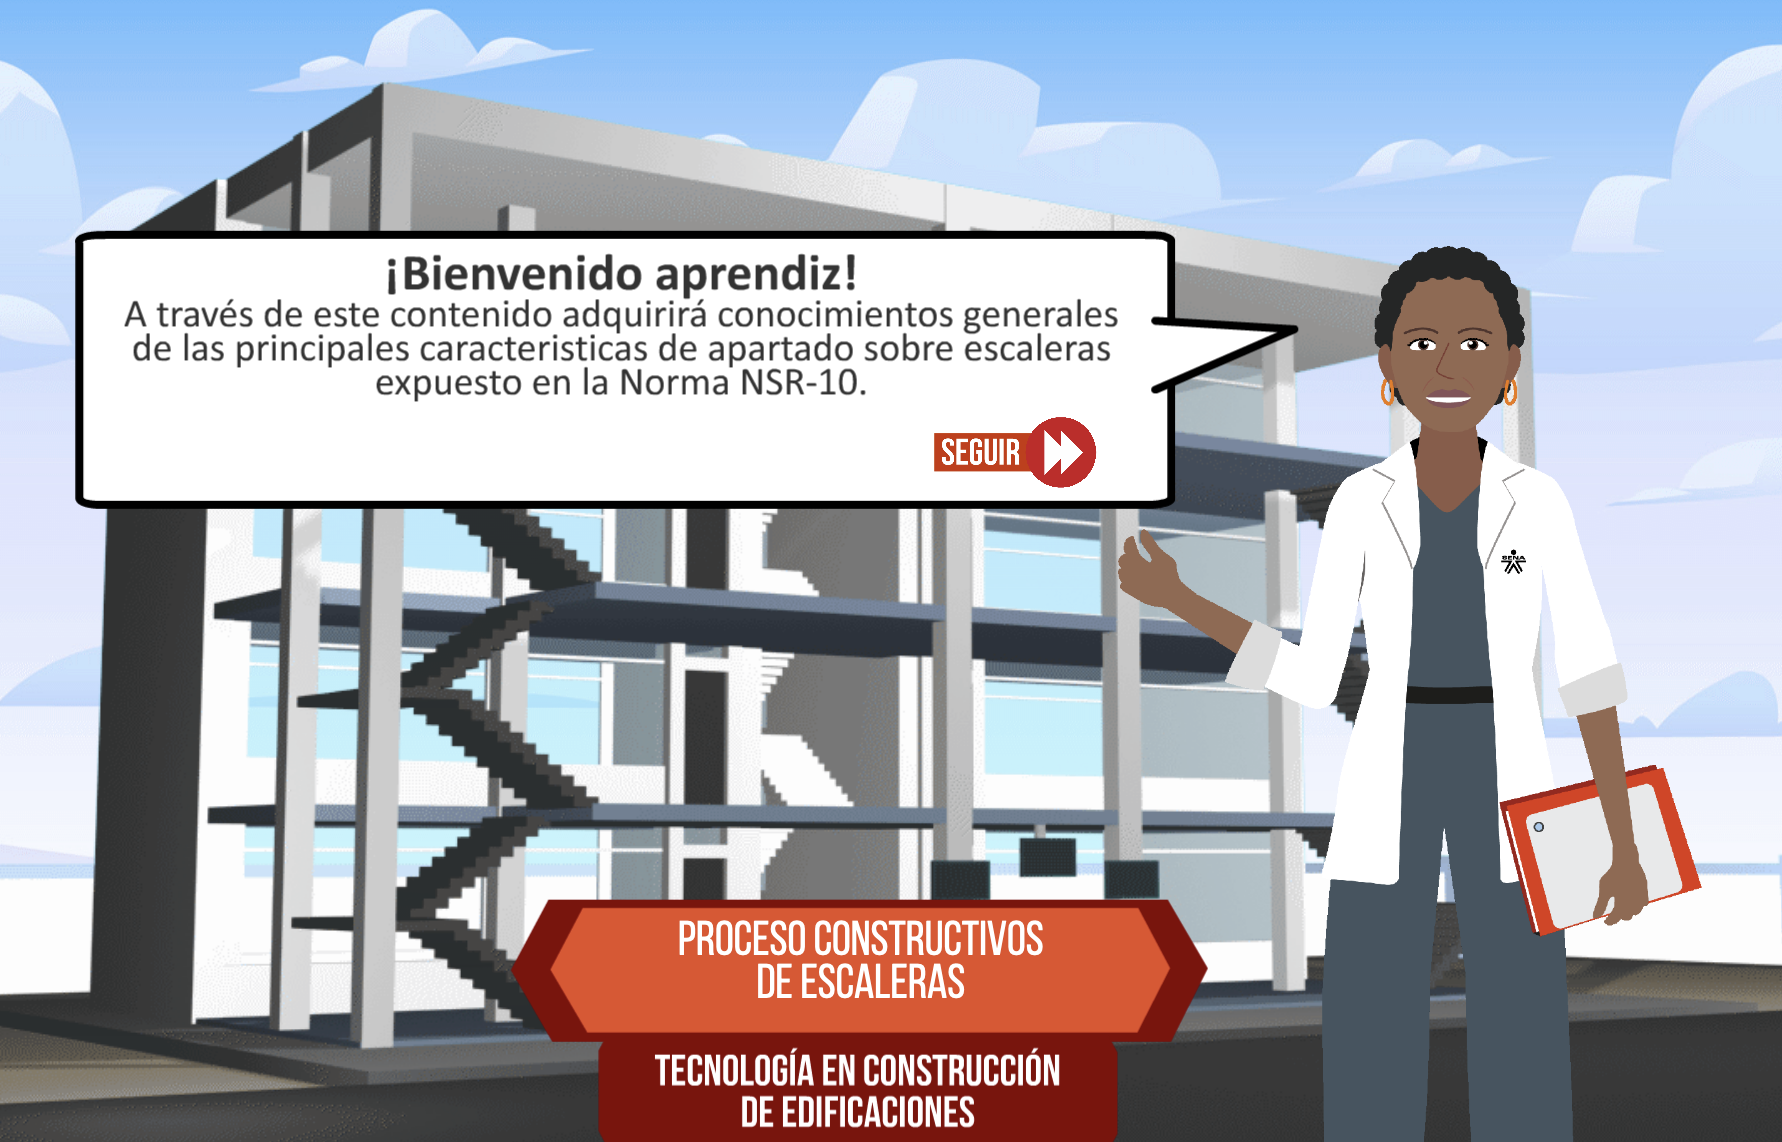 ¡Bienvenido aprendiz!
A través de este contenido adquirirá conocimientos generales
de las principales caracteristicas de apartado sobre escaleras
expuesto en la Norma NSR-10.
SEGUIR
SENA
PROCESO CONSTRUCTIVOS
DE ESCALERAS
TECNOLOGÍA EN CONSTRUCCIÓN
DE EDIFICACIONES